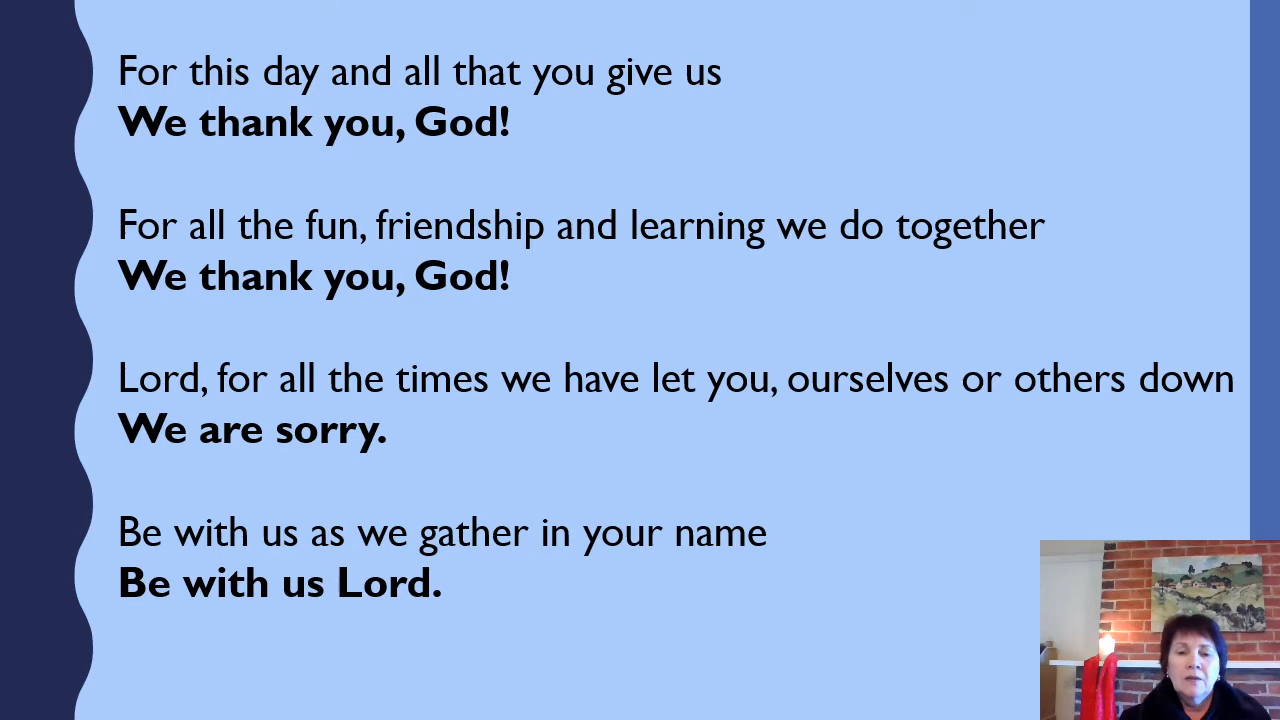 For this day and all that you give us
We thank you, God!
For all the fun, friendship and learning we do together
We thank you, God!
Lord, for all the times we have let you, ourselves or others down
We are sorry.
Be with us as we gather in your name
Be with us Lord.